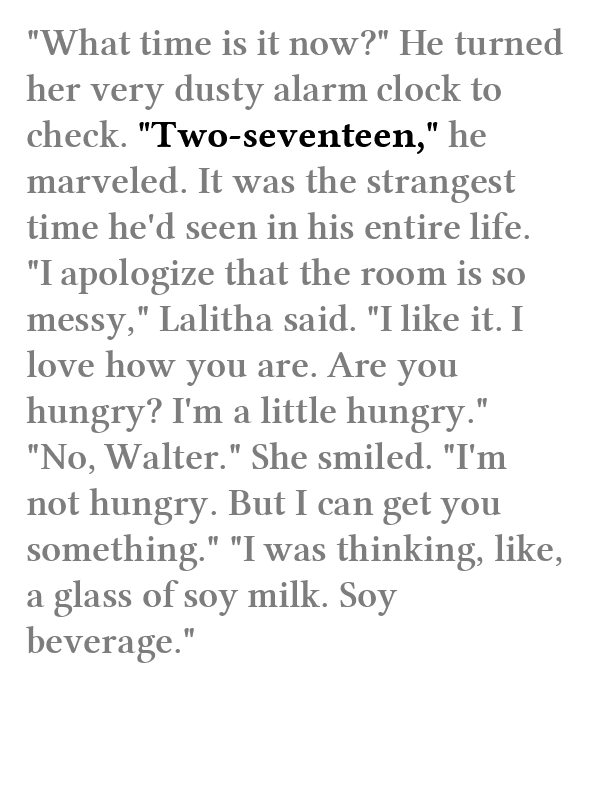 "What time is it now?" He turned
her very dusty alarm clock to
check. "Two-seventeen," he
marveled. It was the strangest
time he'd seen in his entire life.
"I apologize that the room is so
messy," Lalitha said. "I like it. I
love how you are. Are you
hungry? I'm a little hungry."
"No, Walter." She smiled. "I'm
not hungry. But I can get you
something." "I was thinking, like,
a glass of soy milk. Soy
beverage."